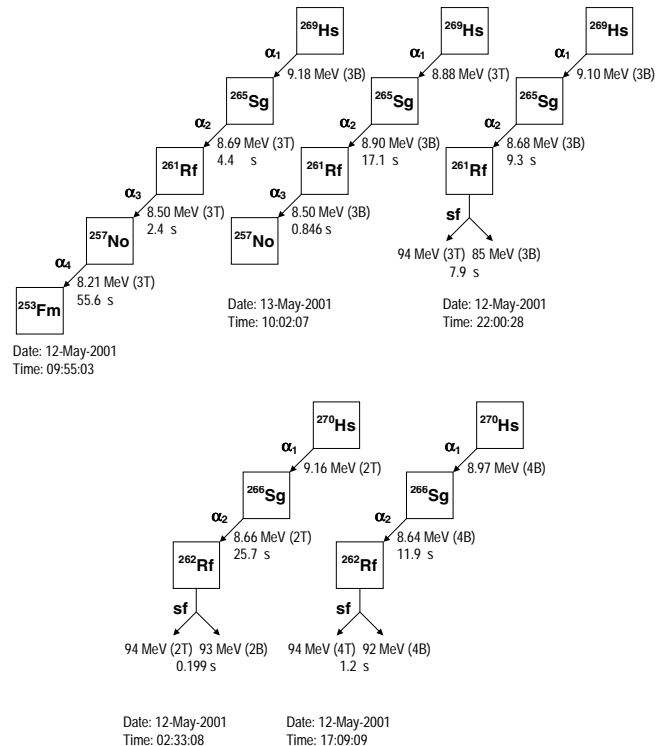 ²⁶⁹Hs
α₁
9.18 MeV (3B)
²⁶⁵Sg
α₂
8.69 MeV (3T)
4.4 s
²⁶¹Rf
α₃
8.50 MeV (3T)
2.4 s
²⁵⁷No
α₄
8.21 MeV (3T)
55.6 s
²⁵³Fm
Date: 12-May-2001
Time: 09:55:03
²⁶⁹Hs
α₁
8.88 MeV (3T)
²⁶⁵Sg
α₂
8.90 MeV (3B)
17.1 s
²⁶¹Rf
α₃
8.50 MeV (3B)
0.846 s
²⁵⁷No
Date: 13-May-2001
Time: 10:02:07
²⁶⁹Hs
α₁
9.10 MeV (3B)
²⁶⁵Sg
α₂
8.68 MeV (3B)
9.3 s
²⁶¹Rf
sf
94 MeV (3T) 85 MeV (3B)
7.9 s
Date: 12-May-2001
Time: 22:00:28
²⁷⁰Hs
α₁
9.16 MeV (2T)
²⁶⁶Sg
α₂
8.66 MeV (2T)
25.7 s
²⁶²Rf
sf
94 MeV (2T) 93 MeV (2B)
0.199 s
Date: 12-May-2001
Time: 02:33:08
²⁷⁰Hs
α₁
8.97 MeV (4B)
²⁶⁶Sg
α₂
8.64 MeV (4B)
11.9 s
²⁶²Rf
sf
94 MeV (4T) 92 MeV (4B)
1.2 s
Date: 12-May-2001
Time: 17:09:09